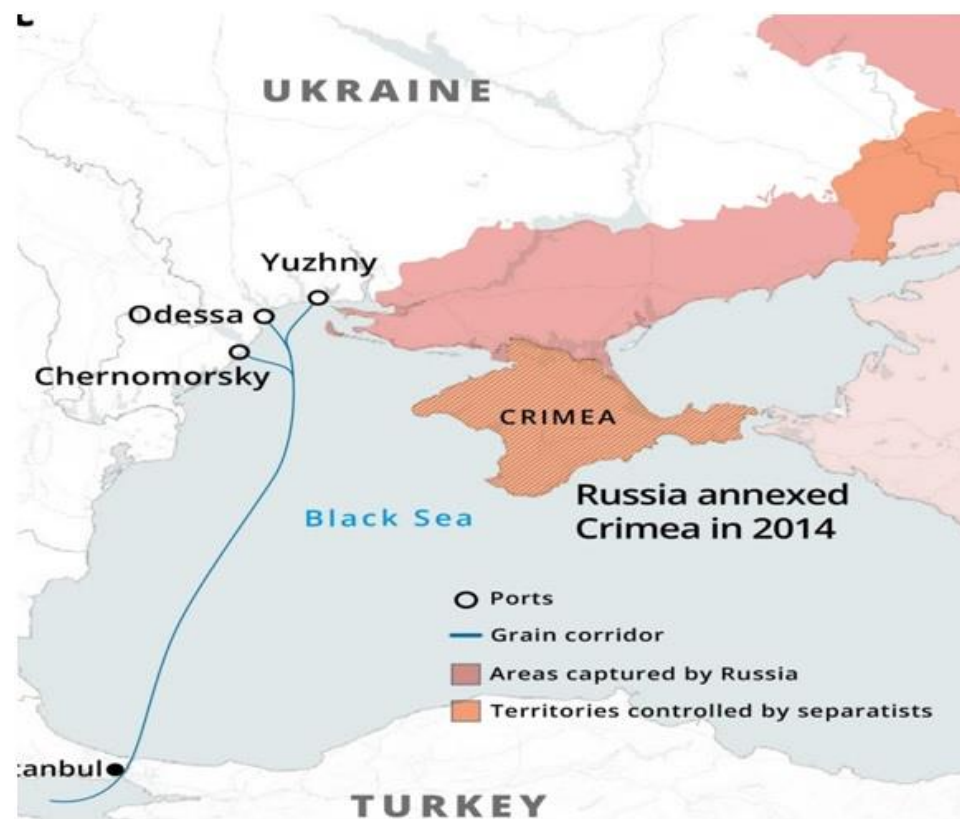 UKRAINE
Yuzhny
Odessa
Chernomorsky
CRIMEA
Russia annexed
Crimea in 2014
Black Sea
Ports
Grain corridor
Areas captured by Russia
Territories controlled by separatists
tanbul
TURKEY